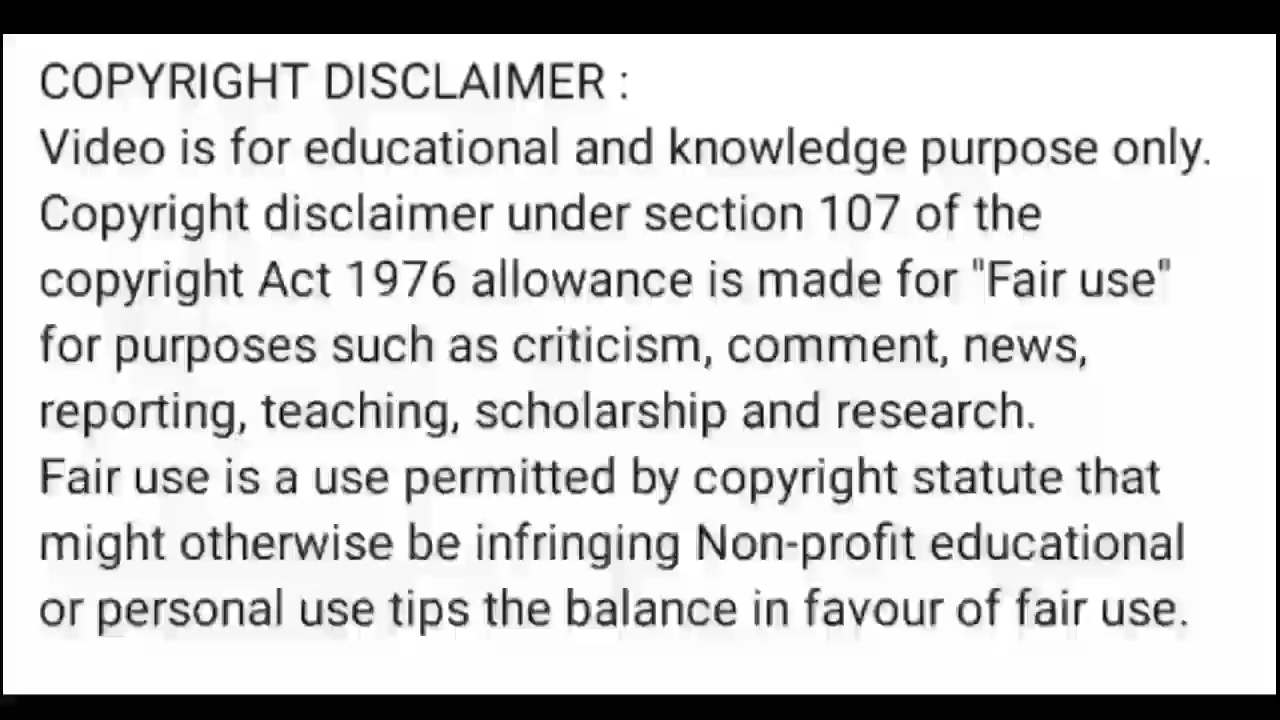 COPYRIGHT DISCLAIMER :
Video is for educational and knowledge purpose only.
Copyright disclaimer under section 107 of the
copyright Act 1976 allowance is made for "Fair use"
for purposes such as criticism, comment, news,
reporting, teaching, scholarship and research.
Fair use is a use permitted by copyright statute that
might otherwise be infringing Non-profit educational
or personal use tips the balance in favour of fair use.